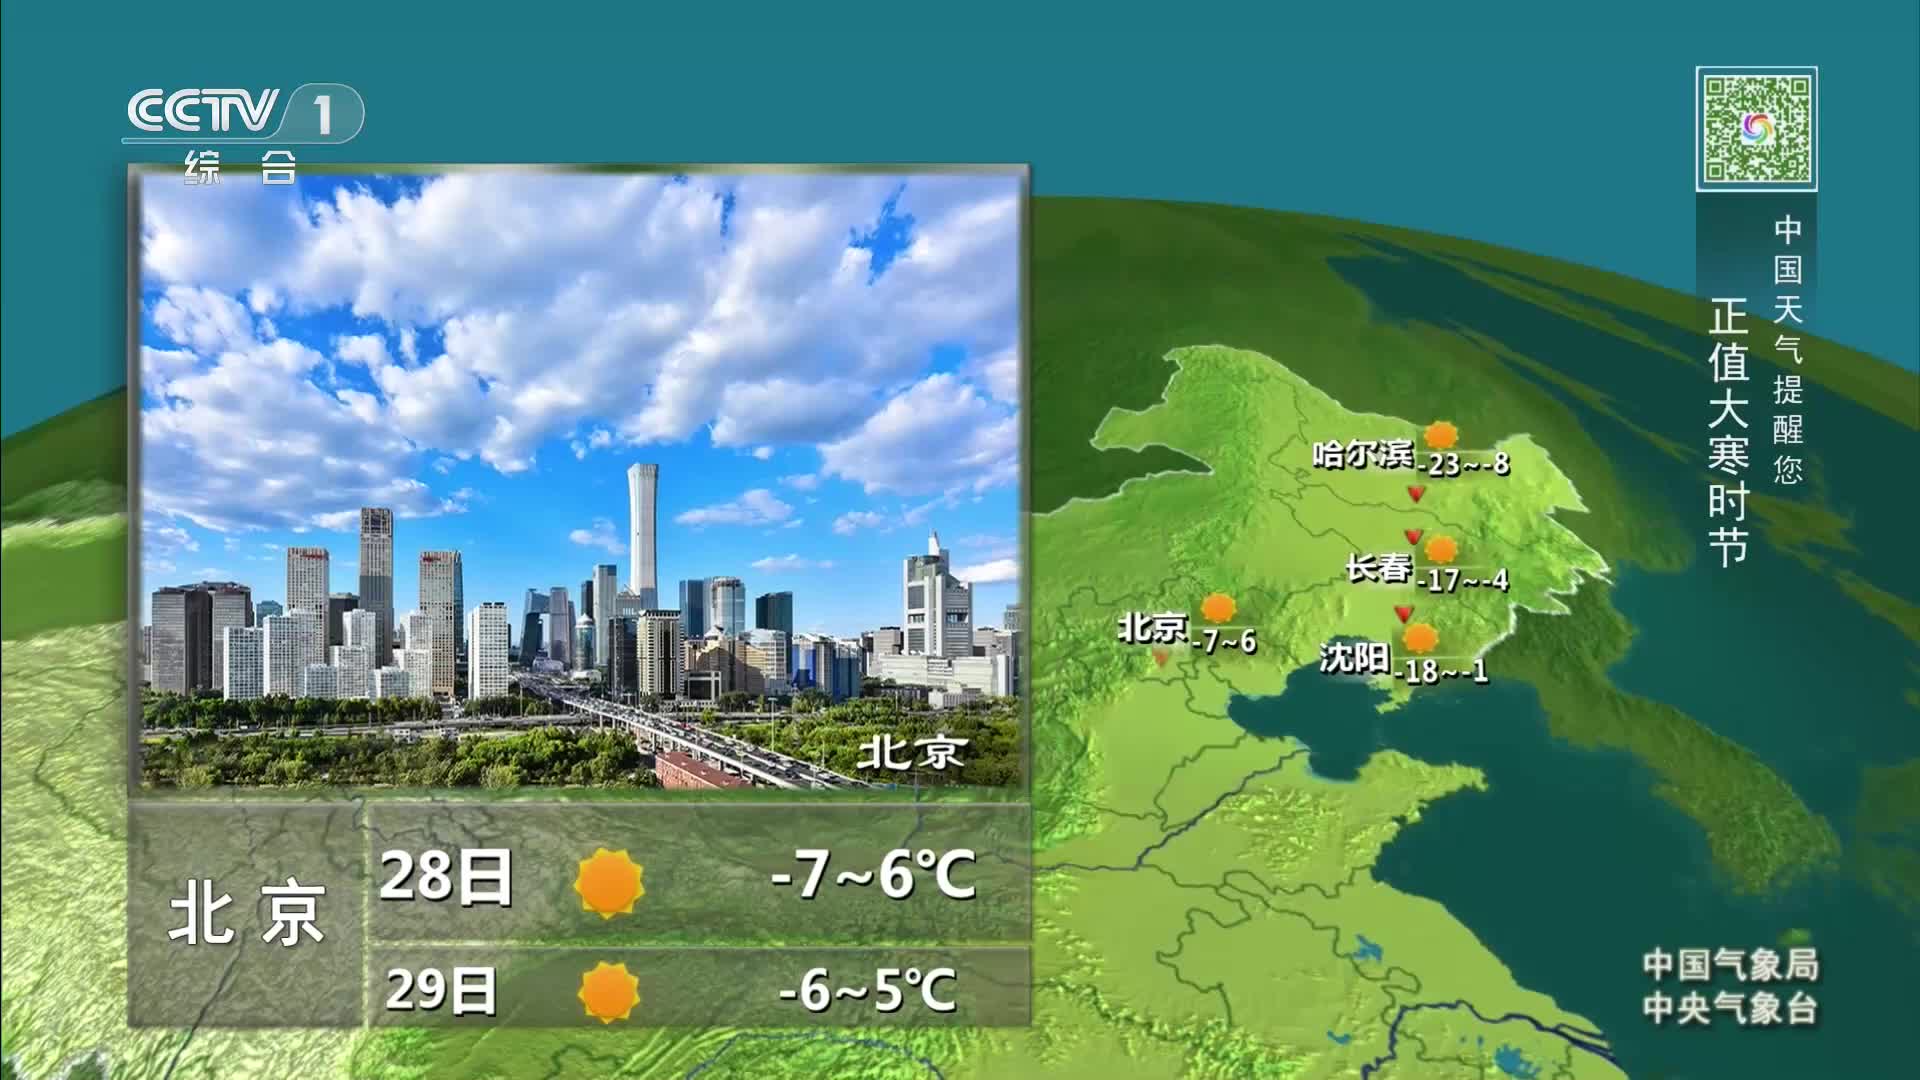 CCTV 1
综 合
北京
北京
28日 -7~6℃
29日 -6~5℃
哈尔滨 -23~-8
长春 -17~-4
北京 -7~6
沈阳 -18~-1
中国天气提醒您
正值大寒时节
中国气象局
中央气象台